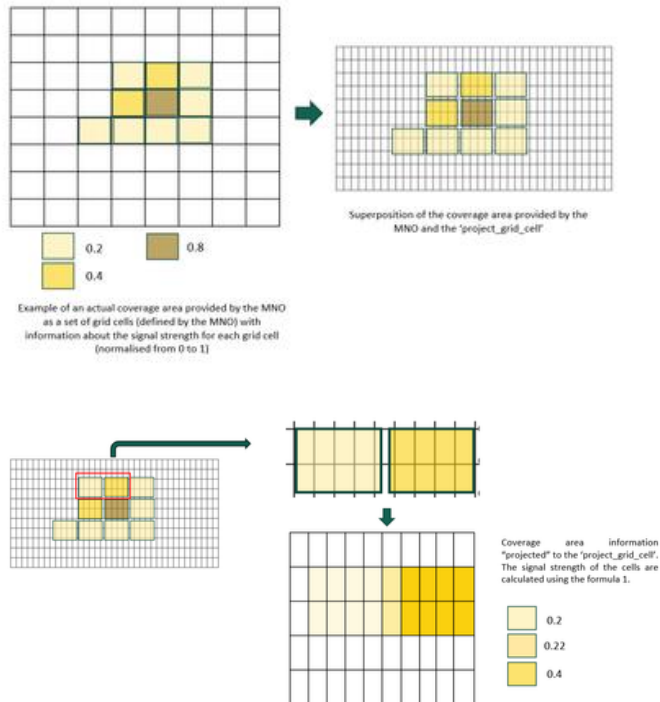 Superposition of the coverage area provided by the
MNO and the 'project_grid_cell'
0.2
0.8
0.4
Example of an actual coverage area provided by the MNO
as a set of grid cells (defined by the MNO) with
information about the signal strength for each grid cell
(normalised from 0 to 1)
Coverage area information
"projected" to the 'project_grid_cell'.
The signal strength of the cells are
calculated using the formula 1.
0.2
0.22
0.4